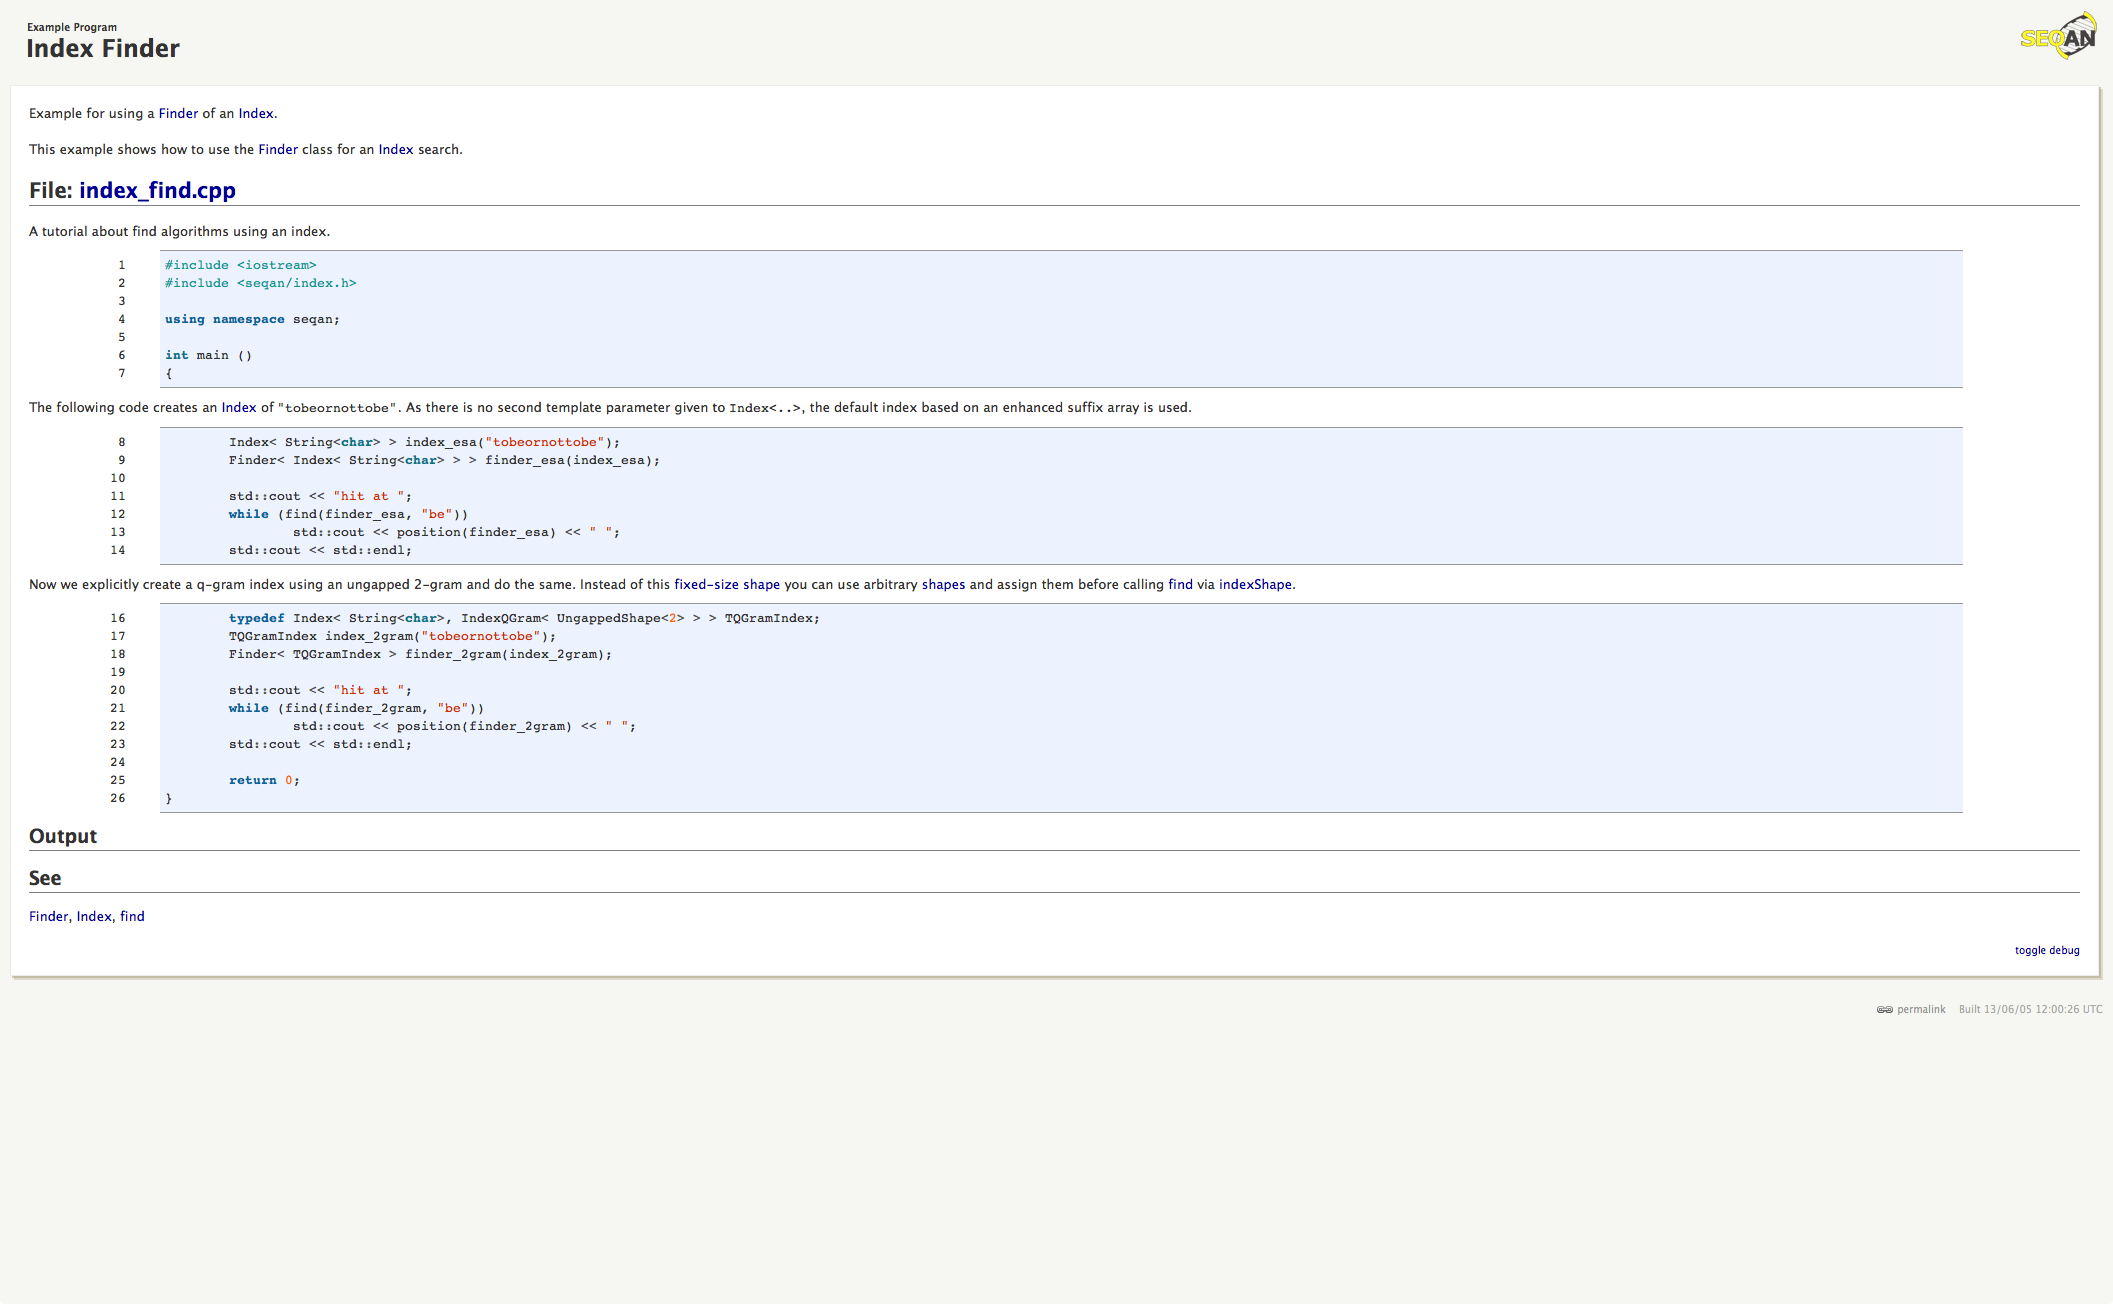 Example Program
Index Finder
SEQAN
Example for using a Finder of an Index.
This example shows how to use the Finder class for an Index search.
File: index_find.cpp
A tutorial about find algorithms using an index.
1 #include <iostream>
2 #include <seqan/index.h>
3
4 using namespace seqan;
5
6 int main ()
7 {
The following code creates an Index of "tobeornottobe". As there is no second template parameter given to Index<..>, the default index based on an enhanced suffix array is used.
8 Index< String<char> > index_esa("tobeornottobe");
9 Finder< Index< String<char> > > finder_esa(index_esa);
10
11 std::cout << "hit at ";
12 while (find(finder_esa, "be"))
13 std::cout << position(finder_esa) << " ";
14 std::cout << std::endl;
Now we explicitly create a q-gram index using an ungapped 2-gram and do the same. Instead of this fixed-size shape you can use arbitrary shapes and assign them before calling find via indexShape.
16 typedef Index< String<char>, IndexQGram< UngappedShape<2> > > TQGramIndex;
17 TQGramIndex index_2gram("tobeornottobe");
18 Finder< TQGramIndex > finder_2gram(index_2gram);
19
20 std::cout << "hit at ";
21 while (find(finder_2gram, "be"))
22 std::cout << position(finder_2gram) << " ";
23 std::cout << std::endl;
24
25 return 0;
26 }
Output
See
Finder, Index, find
toggle debug
permalink Built 13/06/05 12:00:26 UTC